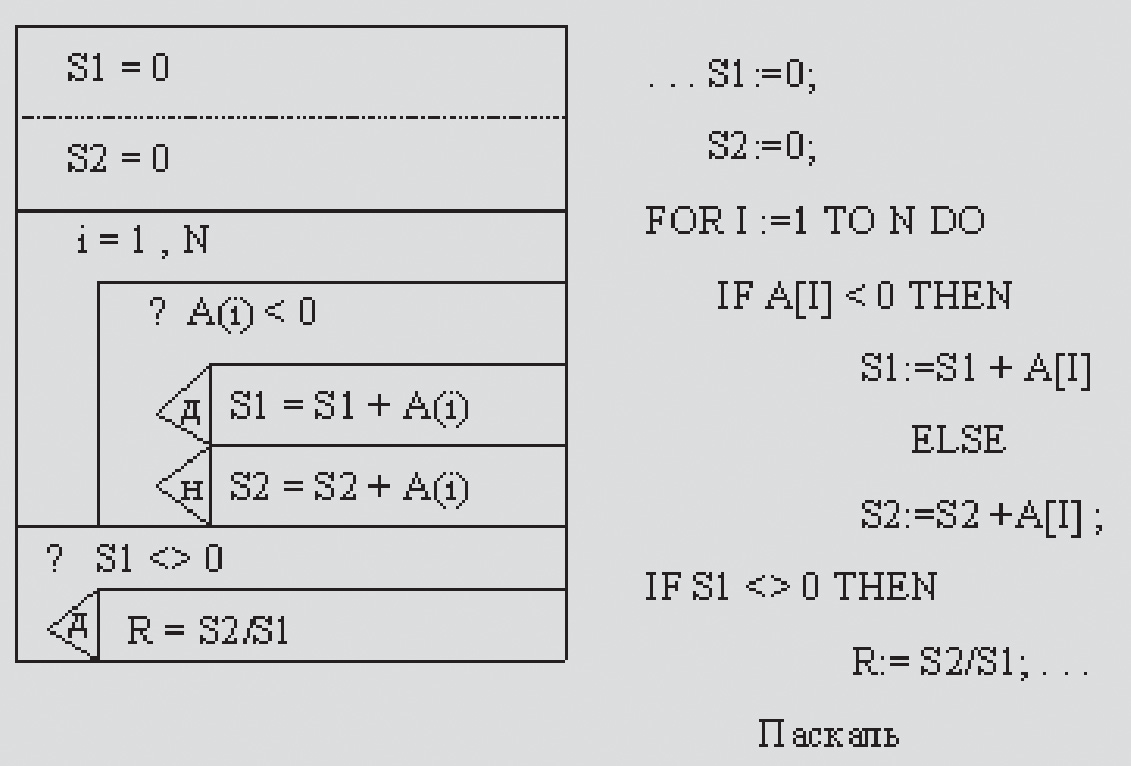 S1 = 0
S2 = 0
i = 1 , N
? A(i) < 0
д S1 = S1 + A(i)
н S2 = S2 + A(i)
? S1 <> 0
д R = S2/S1
. . . S1:=0;
S2:=0;
FOR I :=1 TO N DO
IF A[I] < 0 THEN
S1:=S1 + A[I]
ELSE
S2:=S2 +A[I] ;
IF S1 <> 0 THEN
R:= S2/S1; . . .
Паскаль